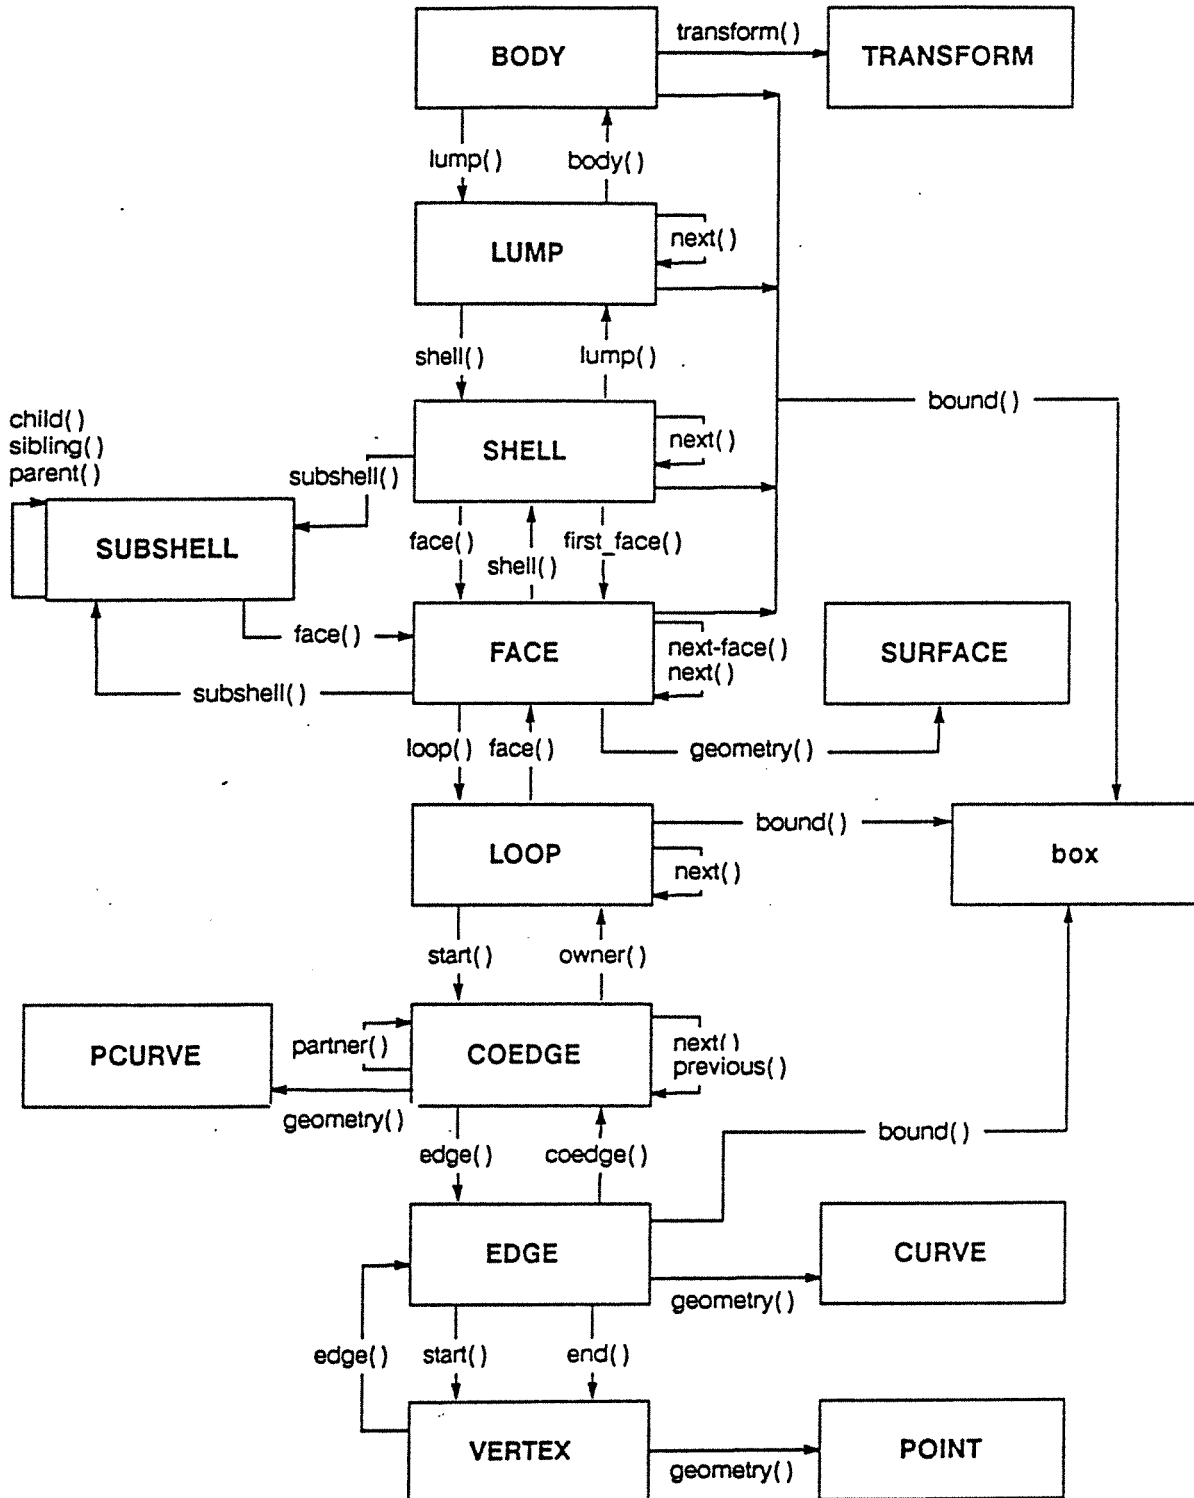 transform()
BODY
TRANSFORM
lump()
body()
LUMP
next()
shell()
lump()
bound()
child()
sibling()
parent()
SHELL
next()
subshell()
SUBSHELL
face()
first_face()
shell()
face()
FACE
next-face()
next()
SURFACE
subshell()
loop()
face()
geometry()
LOOP
bound()
next()
box
start()
owner()
PCURVE
partner()
COEDGE
next()
previous()
geometry()
edge()
coedge()
bound()
EDGE
CURVE
geometry()
edge()
start()
end()
VERTEX
POINT
geometry()